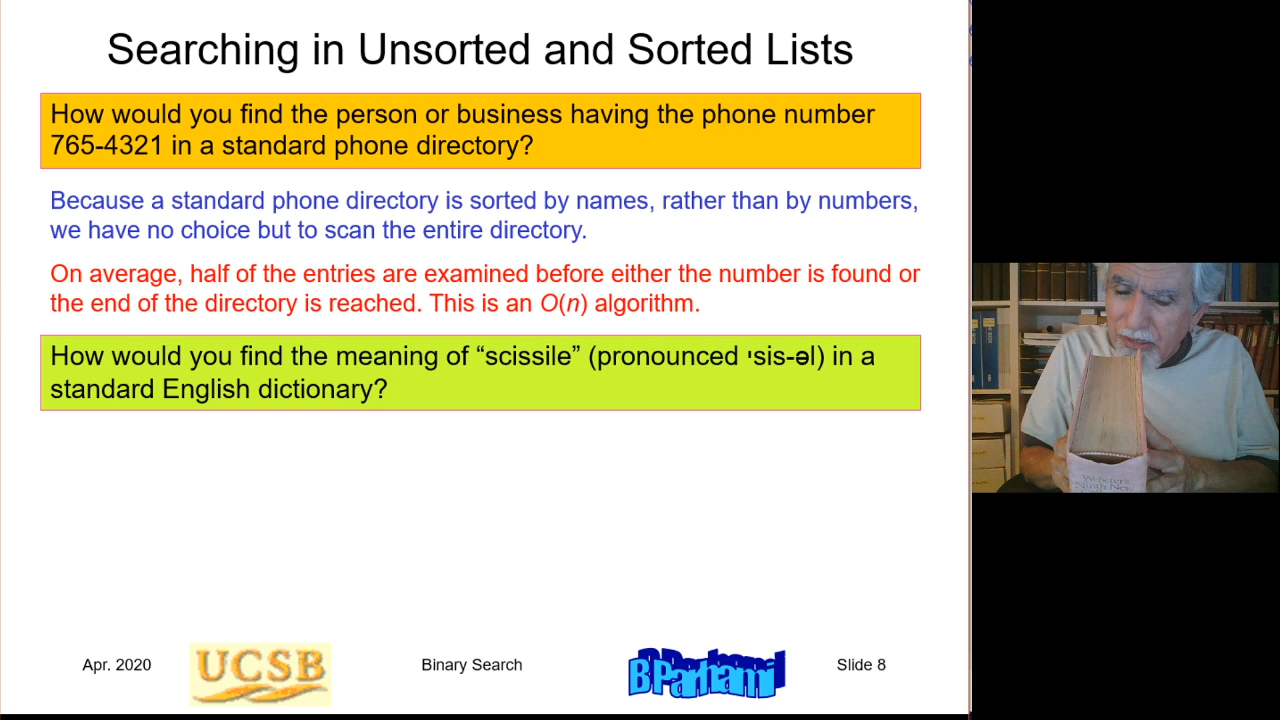 Searching in Unsorted and Sorted Lists
How would you find the person or business having the phone number
765-4321 in a standard phone directory?
Because a standard phone directory is sorted by names, rather than by numbers,
we have no choice but to scan the entire directory.
On average, half of the entries are examined before either the number is found or
the end of the directory is reached. This is an O(n) algorithm.
How would you find the meaning of “scissile” (pronounced 'sis-əl) in a
standard English dictionary?
Webster's
Ninth New
Apr. 2020
UCSB
Binary Search
B Parhami
Slide 8